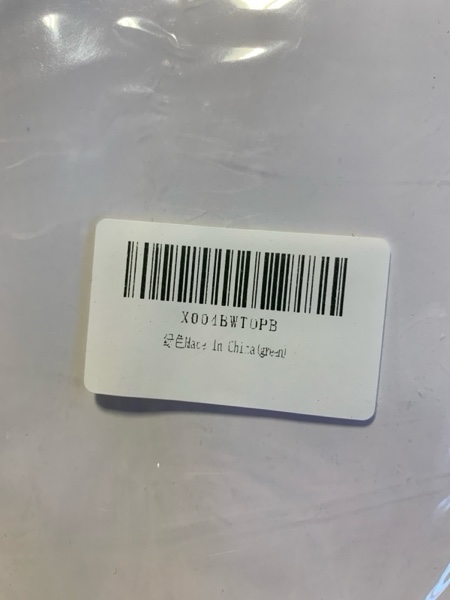 X004BWT0PB
绿色Made In China(green)